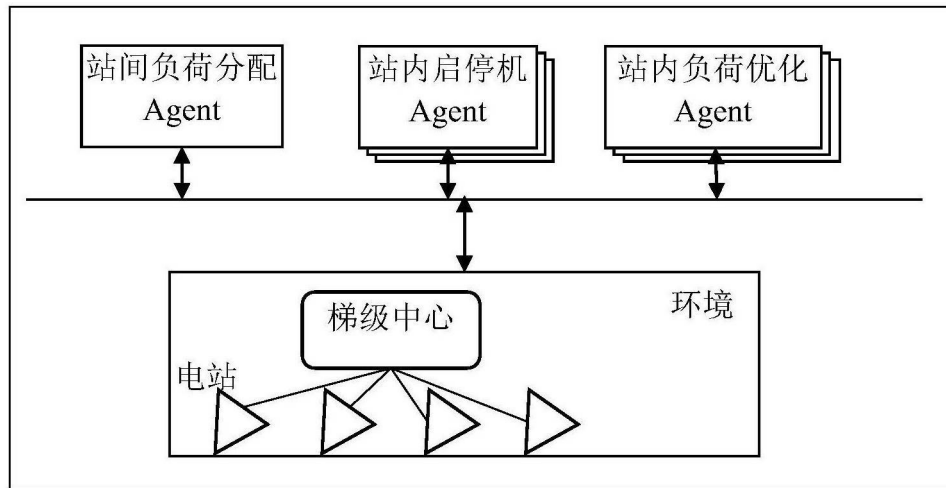 站间负荷分配
Agent
站内启停机
Agent
站内负荷优化
Agent
环境
梯级中心
电站